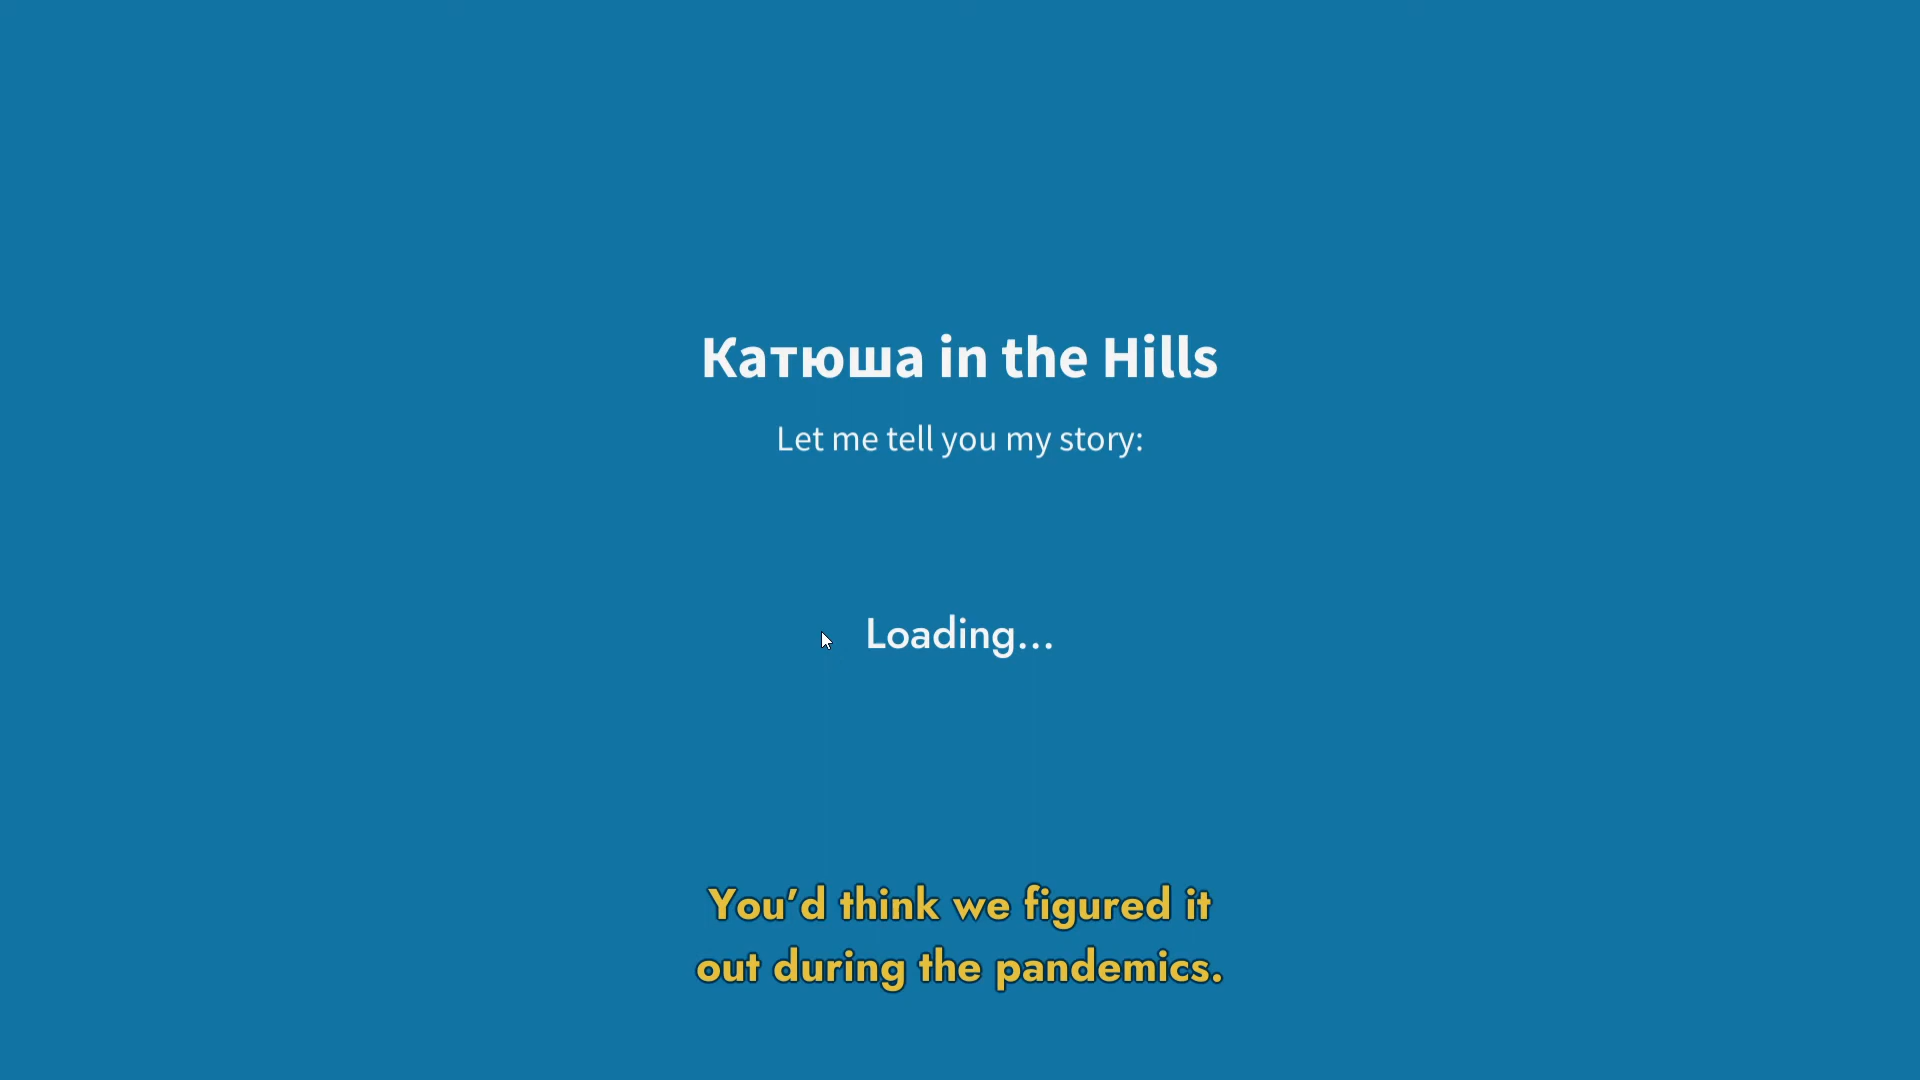 Катюша in the Hills
Let me tell you my story:
Loading...
You’d think we figured it
out during the pandemics.